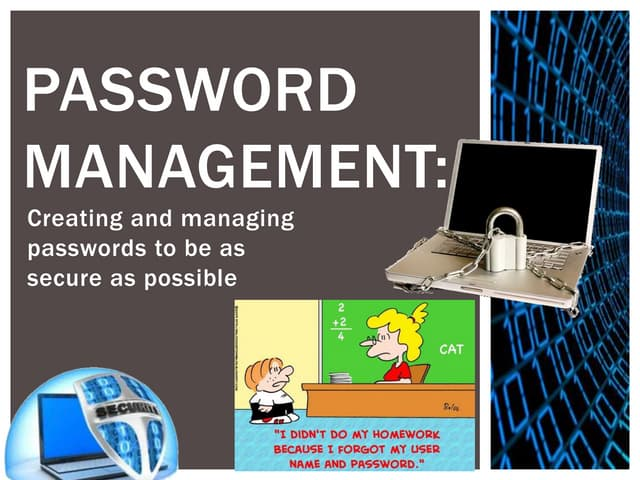 PASSWORD
MANAGEMENT:
Creating and managing
passwords to be as
secure as possible
2
+2
4
CAT
"I DIDN'T DO MY HOMEWORK
BECAUSE I FORGOT MY USER
NAME AND PASSWORD."